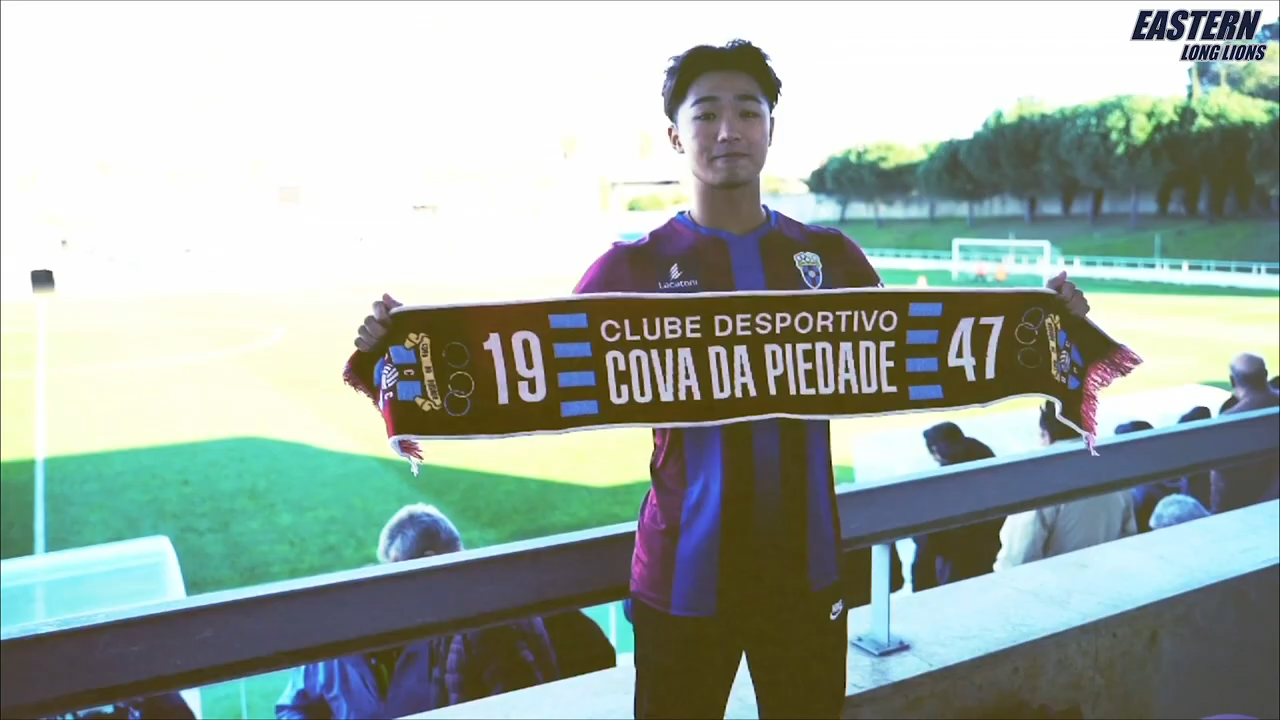 EASTERN
LONG LIONS
Lacatoni
19 CLUBE DESPORTIVO 47
COVA DA PIEDADE